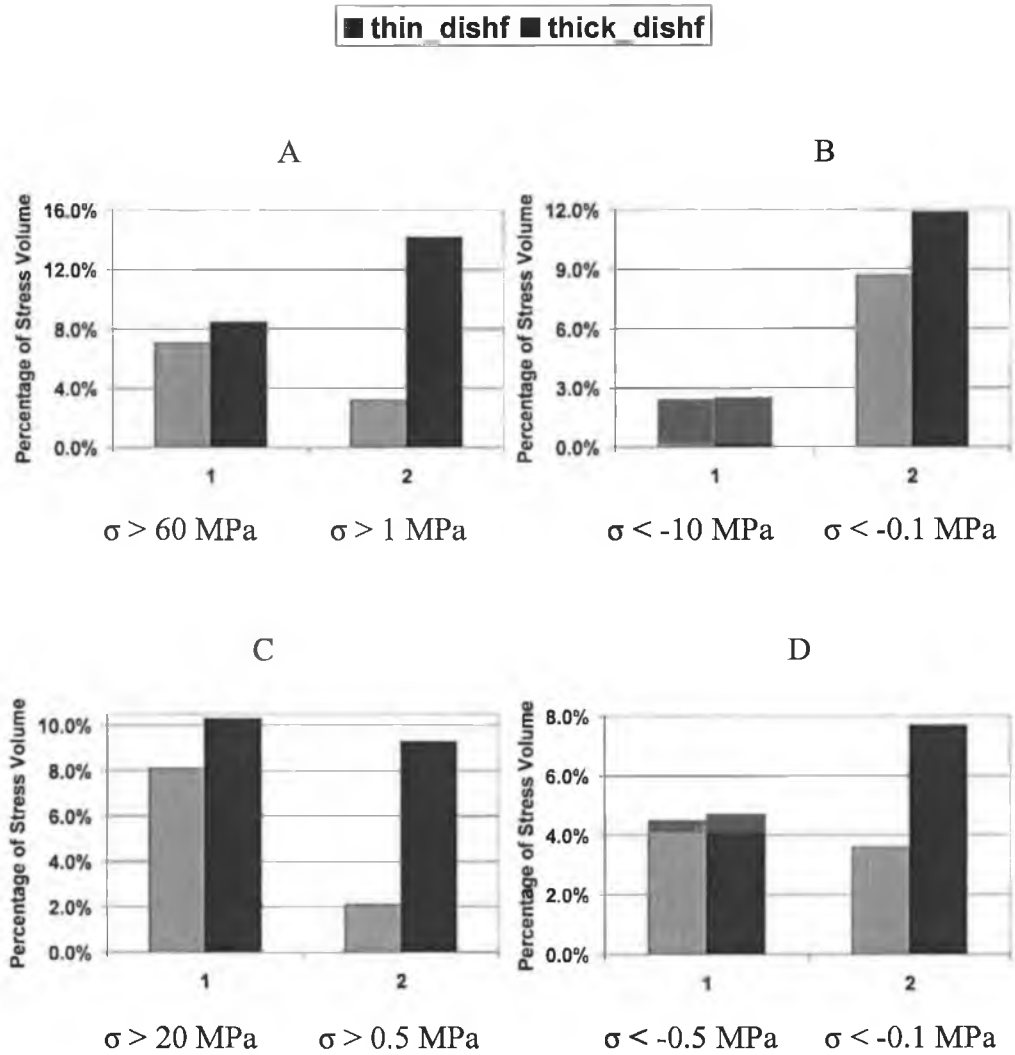 thin_dishf thick_dishf
A
Percentage of Stress Volume
16.0%
12.0%
8.0%
4.0%
0.0%
1 2
σ > 60 MPa σ > 1 MPa
B
Percentage of Stress Volume
12.0%
9.0%
6.0%
3.0%
0.0%
1 2
σ < -10 MPa σ < -0.1 MPa
C
Percentage of Stress Volume
10.0%
8.0%
6.0%
4.0%
2.0%
0.0%
1 2
σ > 20 MPa σ > 0.5 MPa
D
Percentage of Stress Volume
8.0%
6.0%
4.0%
2.0%
0.0%
1 2
σ < -0.5 MPa σ < -0.1 MPa